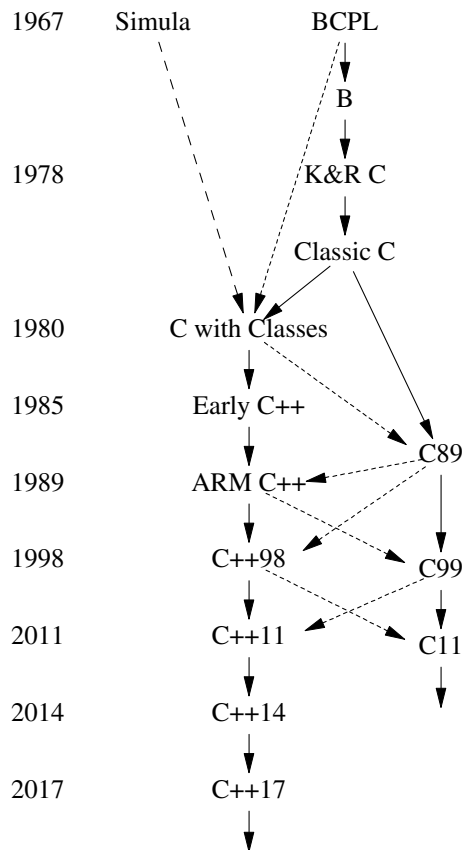 1967 Simula BCPL
B
1978 K&R C
Classic C
1980 C with Classes
1985 Early C++
C89
1989 ARM C++
1998 C++98
C99
2011 C++11
C11
2014 C++14
2017 C++17